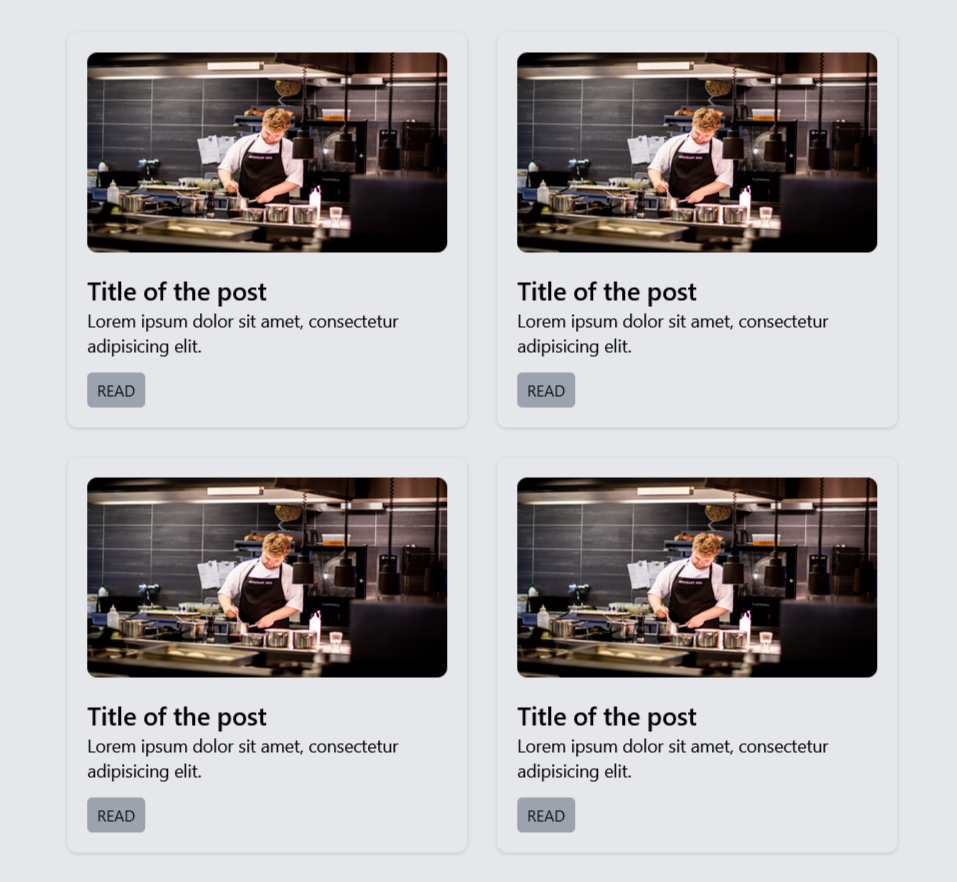 Title of the post
Lorem ipsum dolor sit amet, consectetur
adipisicing elit.
READ
Title of the post
Lorem ipsum dolor sit amet, consectetur
adipisicing elit.
READ
Title of the post
Lorem ipsum dolor sit amet, consectetur
adipisicing elit.
READ
Title of the post
Lorem ipsum dolor sit amet, consectetur
adipisicing elit.
READ